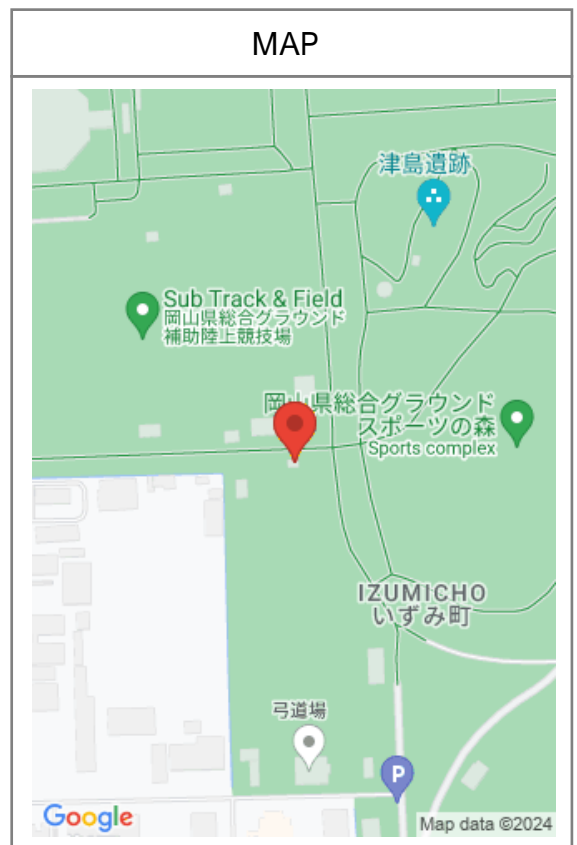 MAP
津島遺跡
Sub Track & Field
岡山県総合グラウンド
補助陸上競技場
岡山県総合グラウンド
スポーツの森
Sports complex
IZUMICHO
いずみ町
弓道場
P
Google
Map data ©2024